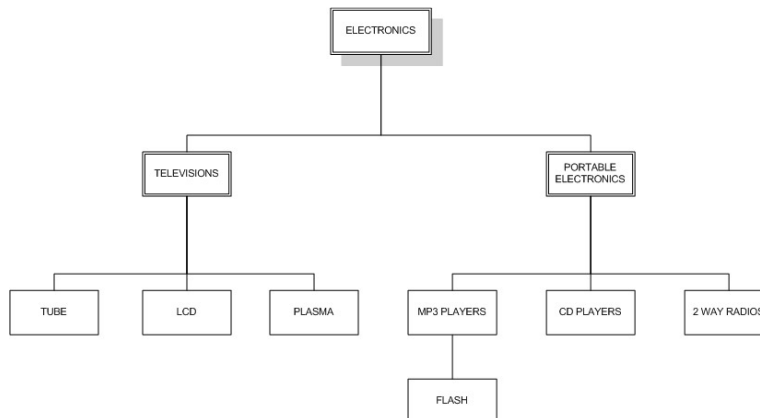 ELECTRONICS
TELEVISIONS
PORTABLE
ELECTRONICS
TUBE
LCD
PLASMA
MP3 PLAYERS
CD PLAYERS
2 WAY RADIOS
FLASH